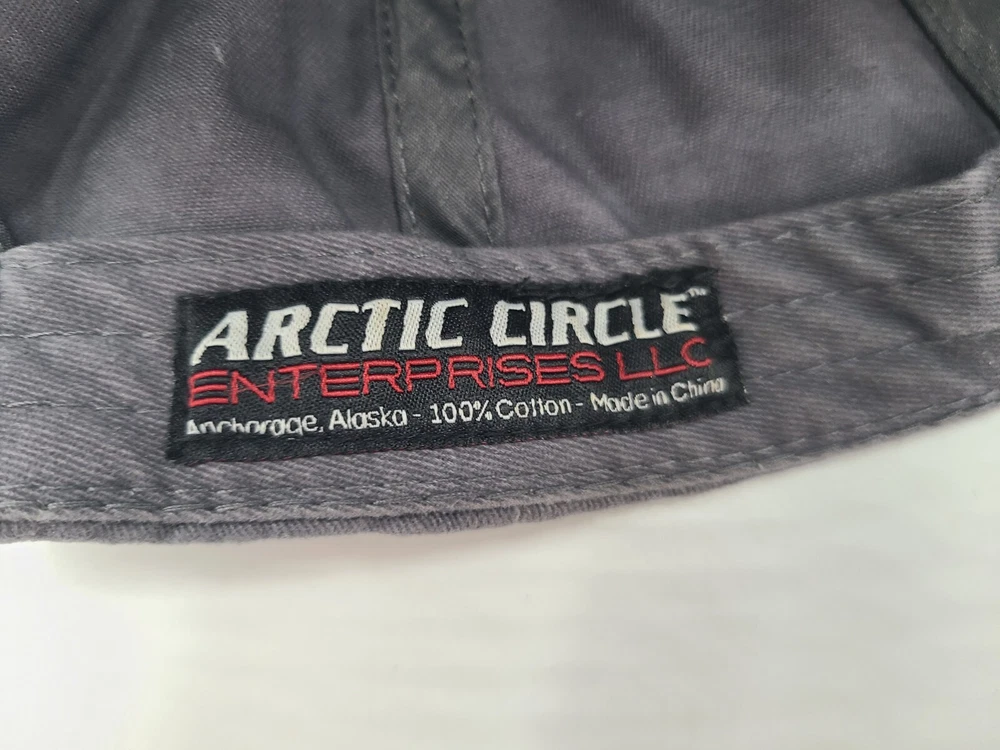 ARCTIC CIRCLE™
ENTERPRISES LLC
Anchorage, Alaska - 100% Cotton - Made in China